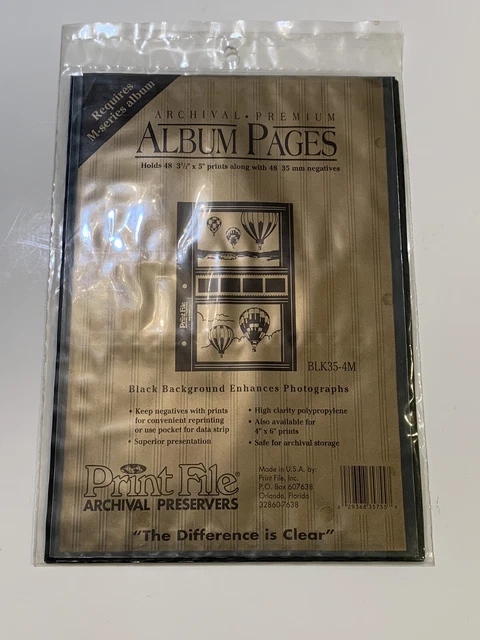 Requires
M-series album
ARCHIVAL • PREMIUM
ALBUM PAGES
Holds 48 3½" x 5" prints along with 48 35 mm negatives
Print File
BLK35-4M
Black Background Enhances Photographs
• Keep negatives with prints
for convenient reprinting
or use pocket for data strip
• Superior presentation
• High clarity polypropylene
• Also available for
4" x 6" prints
• Safe for archival storage
Print File®
ARCHIVAL PRESERVERS
Made in U.S.A. by:
Print File, Inc.
P.O. Box 607638
Orlando, Florida
32860-7638
"The Difference is Clear"